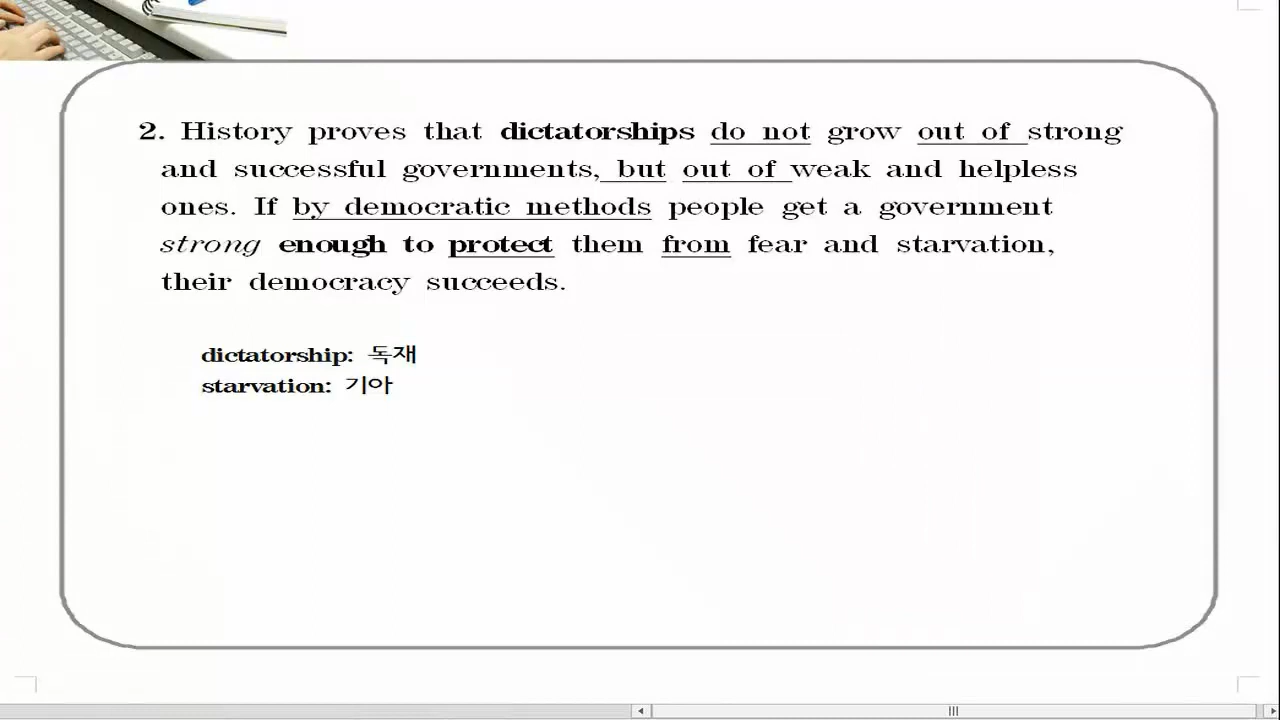 2. History proves that dictatorships do not grow out of strong
and successful governments, but out of weak and helpless
ones. If by democratic methods people get a government
strong enough to protect them from fear and starvation,
their democracy succeeds.
dictatorship: 독재
starvation: 기아